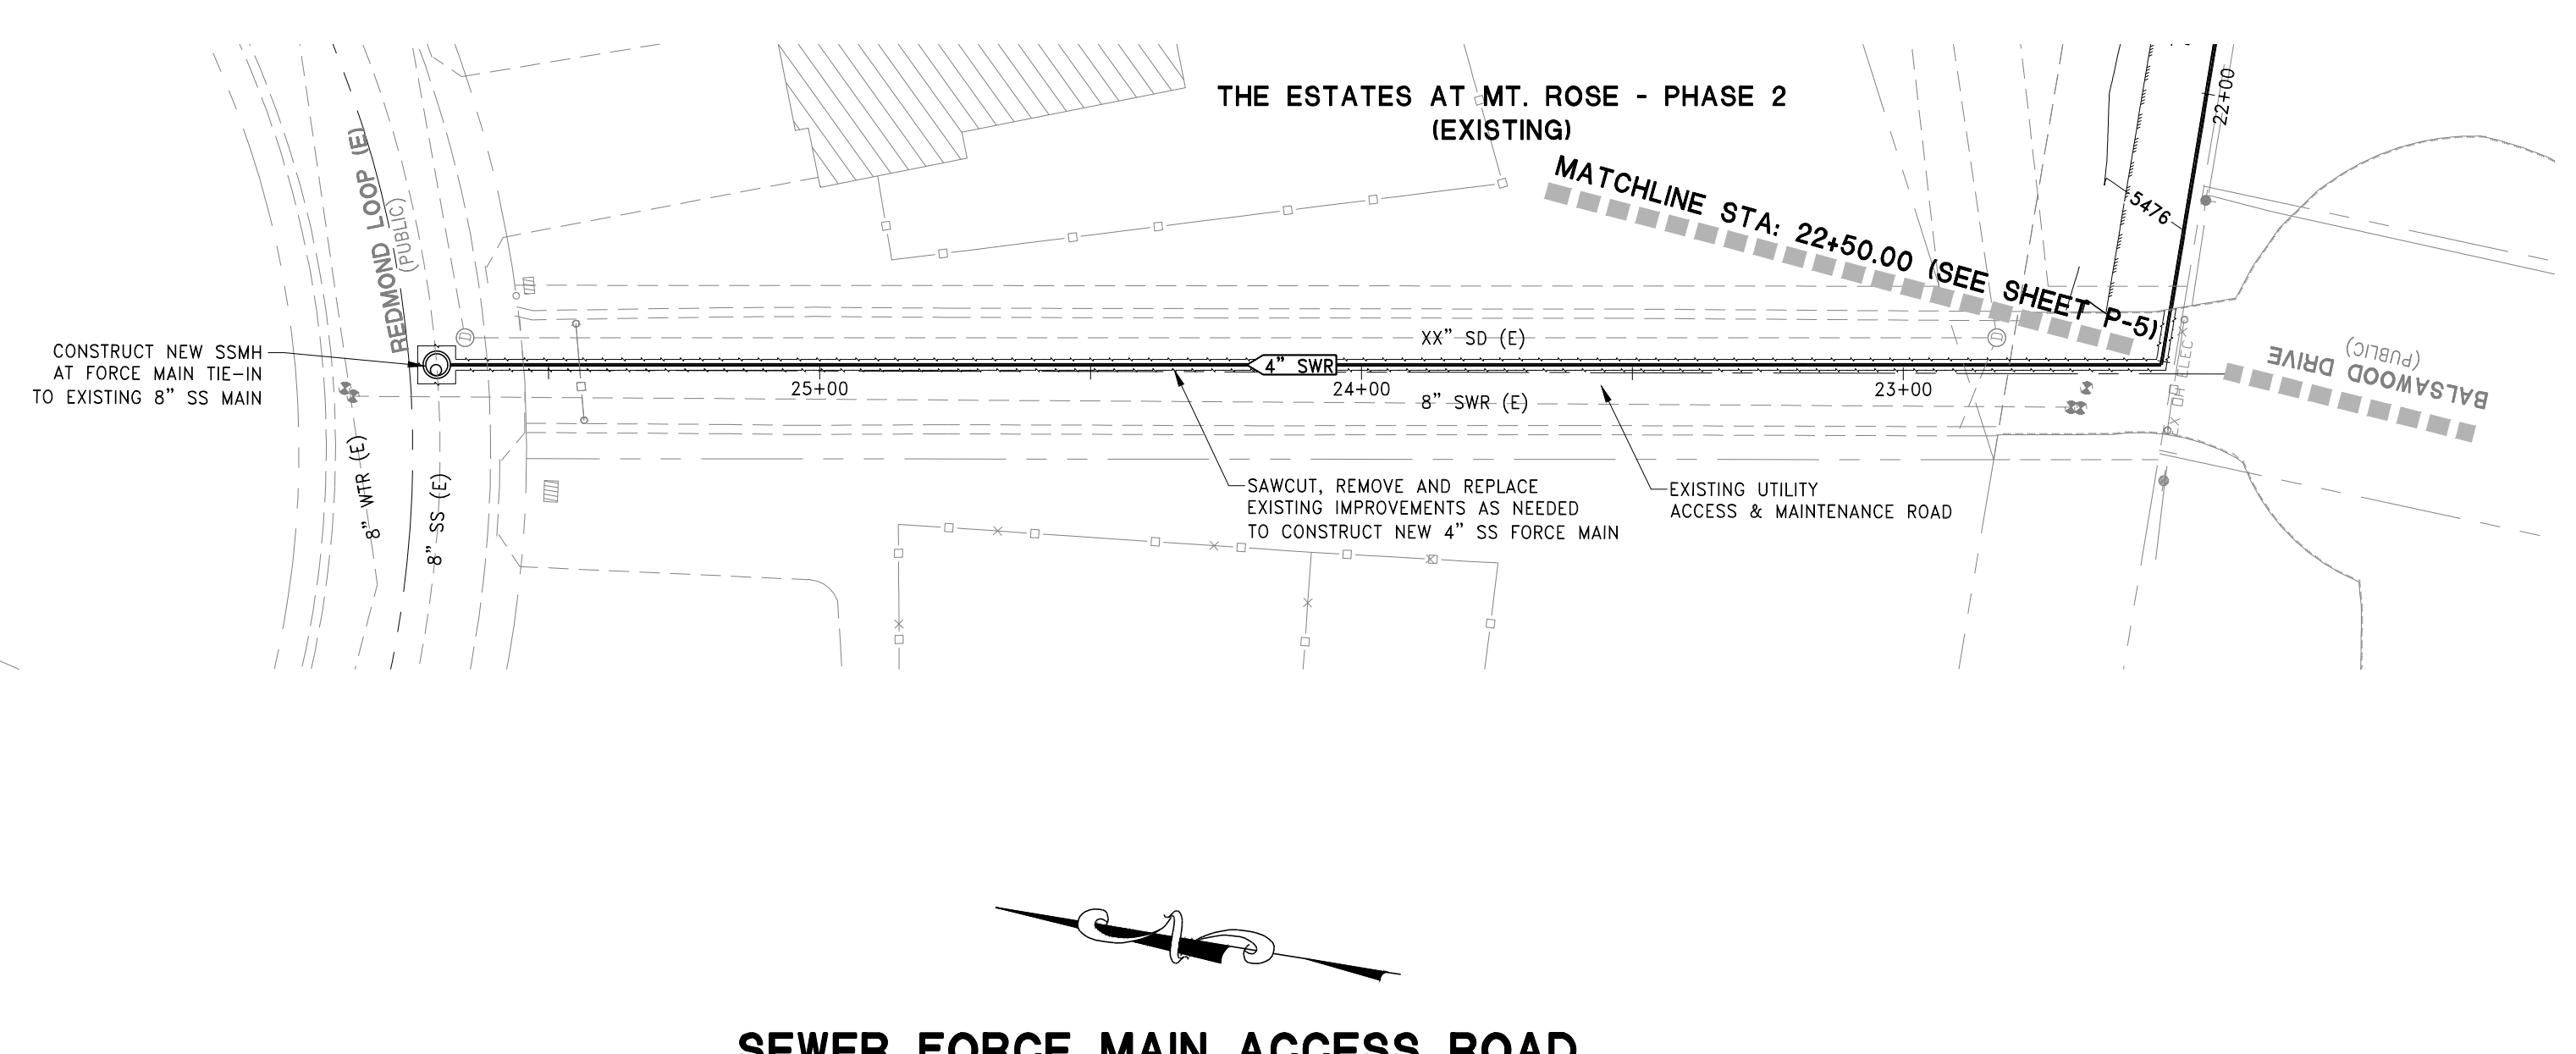 THE ESTATES AT MT. ROSE - PHASE 2
(EXISTING)
MATCHLINE STA: 22+50.00 (SEE SHEET P-5)
22+00
5476
REDMOND LOOP (E)
(PUBLIC)
CONSTRUCT NEW SSMH
AT FORCE MAIN TIE-IN
TO EXISTING 8" SS MAIN
XX" SD (E)
4" SWR
25+00
24+00
23+00
8" SWR (E)
BALSAWOOD DRIVE
(PUBLIC)
EX OH ELEC
8" WTR (E)
8" SS (E)
SAWCUT, REMOVE AND REPLACE
EXISTING IMPROVEMENTS AS NEEDED
TO CONSTRUCT NEW 4" SS FORCE MAIN
EXISTING UTILITY
ACCESS & MAINTENANCE ROAD
SEWER FORCE MAIN ACCESS ROAD